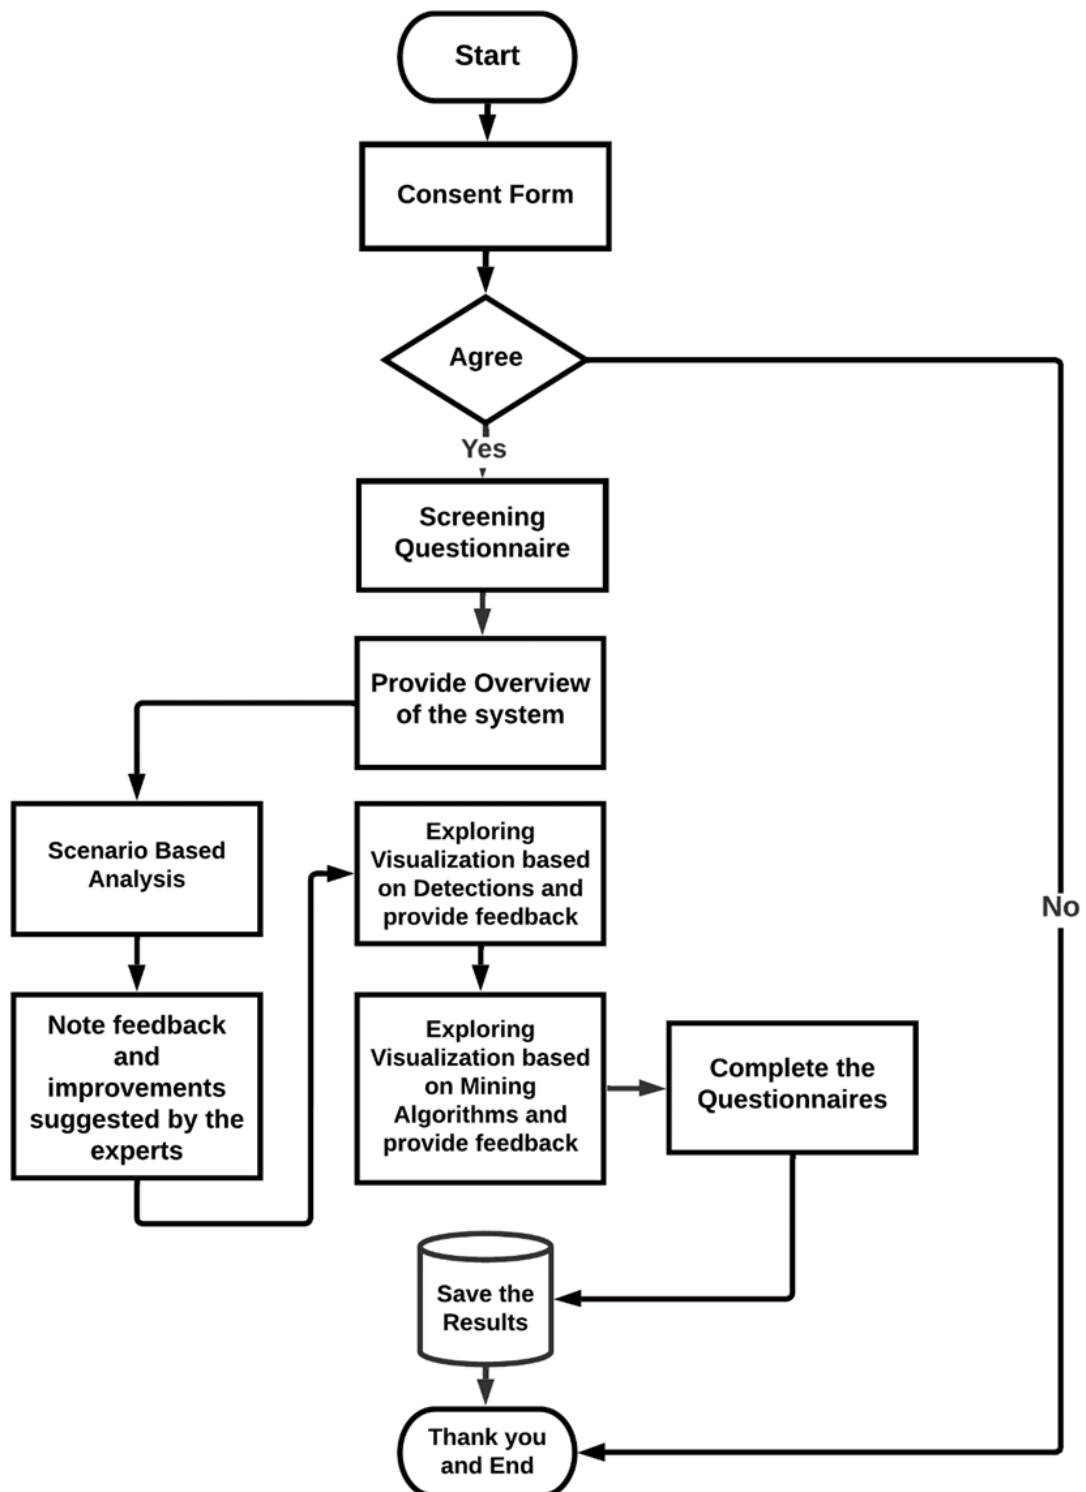 Start
Consent Form
Agree
Yes
Screening
Questionnaire
Provide Overview
of the system
Scenario Based
Analysis
Note feedback
and
improvements
suggested by the
experts
Exploring
Visualization based
on Detections and
provide feedback
Exploring
Visualization based
on Mining
Algorithms and
provide feedback
Complete the
Questionnaires
No
Save the
Results
Thank you
and End